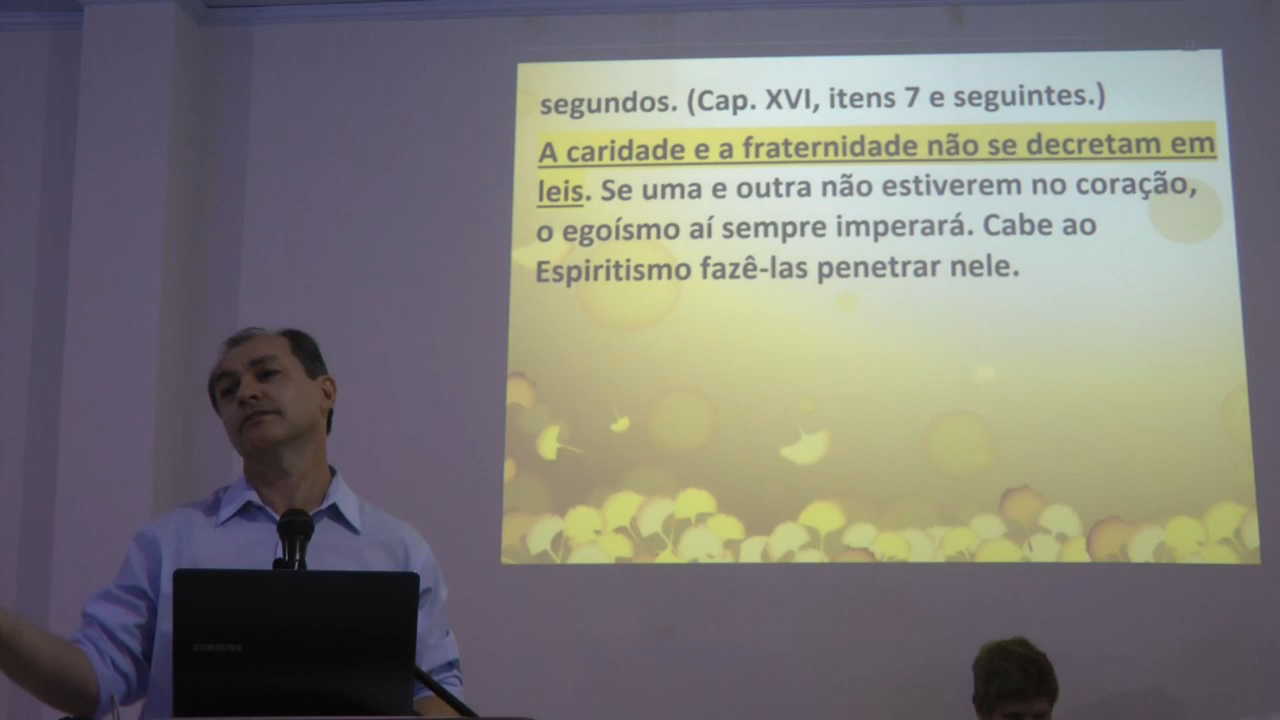 segundos. (Cap. XVI, itens 7 e seguintes.)
A caridade e a fraternidade não se decretam em
leis. Se uma e outra não estiverem no coração,
o egoísmo aí sempre imperará. Cabe ao
Espiritismo fazê-las penetrar nele.
SAMSUNG